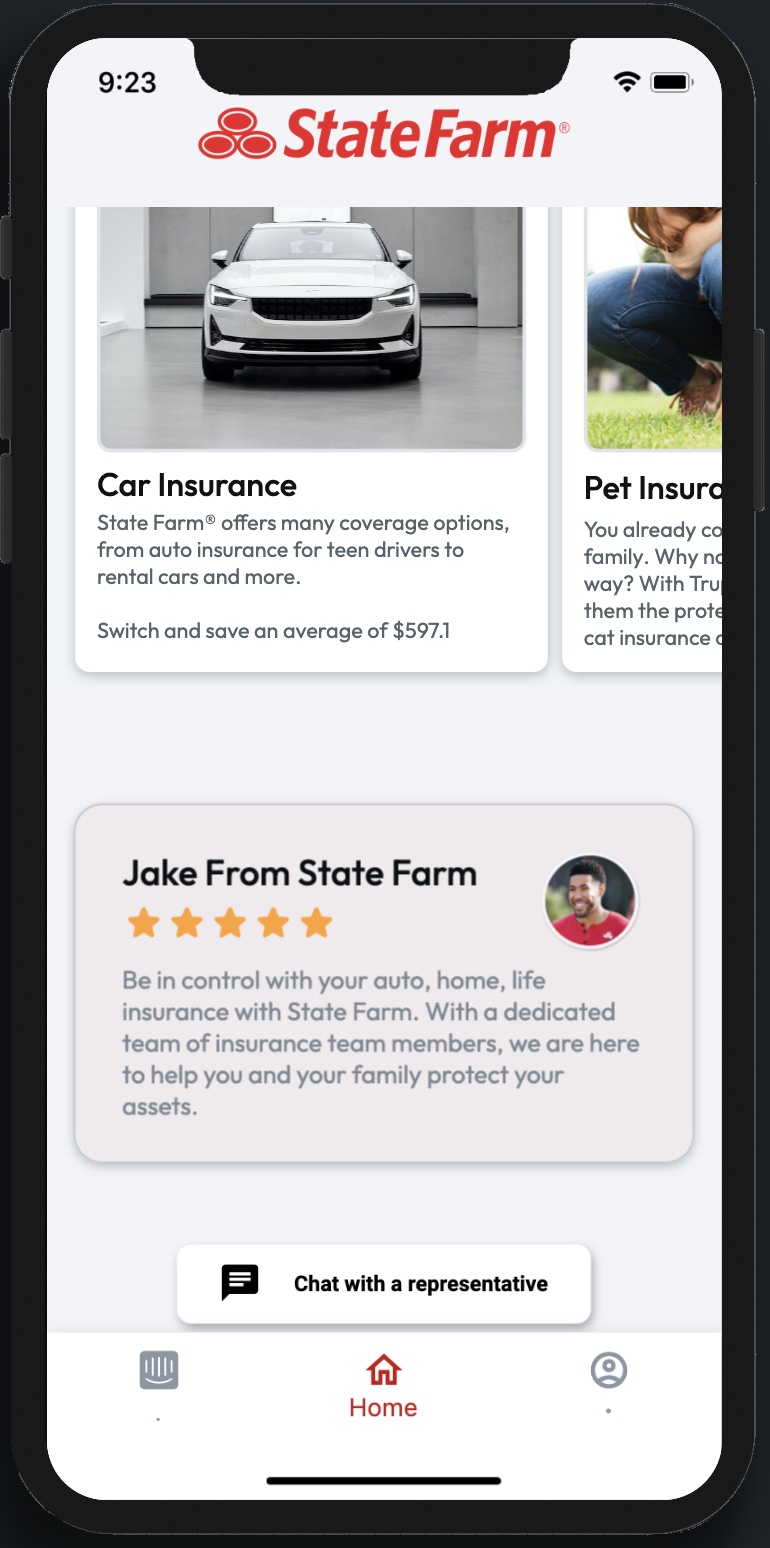 9:23
State Farm®
Car Insurance
State Farm® offers many coverage options,
from auto insurance for teen drivers to
rental cars and more.
Switch and save an average of $597.1
Pet Insura
You already co
family. Why no
way? With Tru
them the prote
cat insurance
Jake From State Farm
Be in control with your auto, home, life
insurance with State Farm. With a dedicated
team of insurance team members, we are here
to help you and your family protect your
assets.
Chat with a representative
.
Home
.